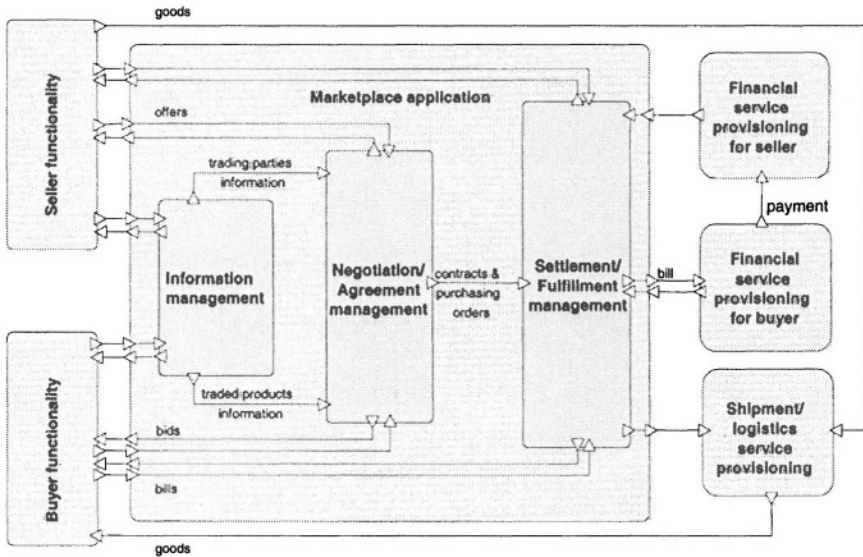 goods
Seller functionality
Marketplace application
offers
trading parties
information
Information
management
Negotiation/
Agreement
management
contracts &
purchasing
orders
Settlement/
Fulfillment
management
Financial
service
provisioning
for seller
payment
bill
Financial
service
provisioning
for buyer
traded products
information
Buyer functionality
bids
bills
Shipment/
logistics
service
provisioning
goods